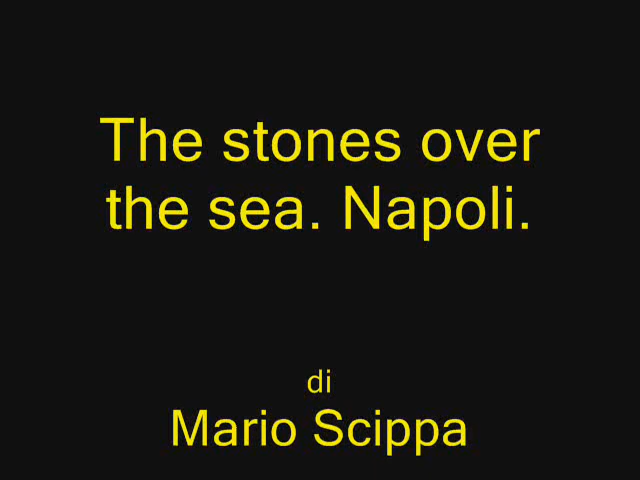 The stones over
the sea. Napoli.
di
Mario Scippa